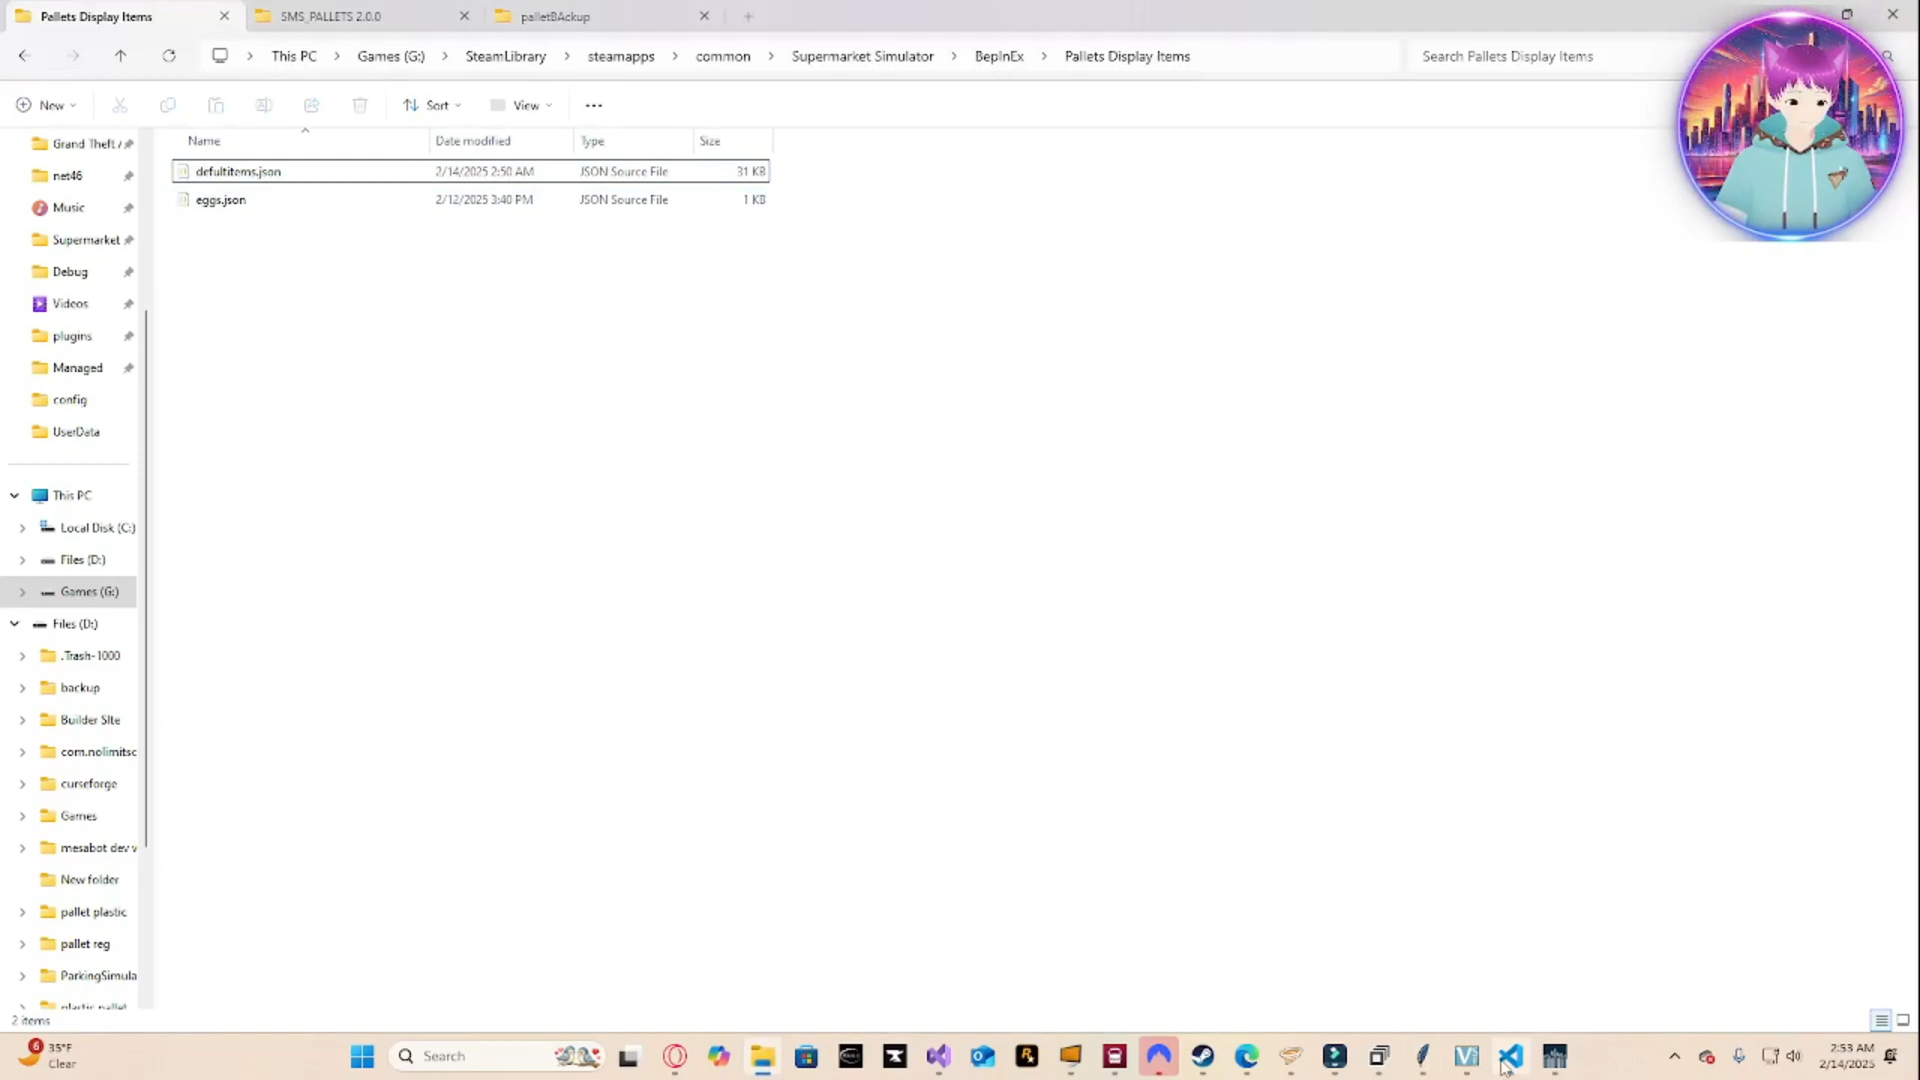 Pallets Display Items
SMS_PALLETS 2.0.0
palletBAckup
This PC > Games (G:) > SteamLibrary > steamapps > common > Supermarket Simulator > BepInEx > Pallets Display Items
Search Pallets Display Items
New
Sort
View
Name Date modified Type Size
defultitems.json 2/14/2025 2:50 AM JSON Source File 31 KB
eggs.json 2/12/2025 3:40 PM JSON Source File 1 KB
Grand Theft /
net46
Music
Supermarket
Debug
Videos
plugins
Managed
config
UserData
This PC
Local Disk (C:)
Files (D:)
Games (G:)
Files (D:)
.Trash-1000
backup
Builder SIte
com.nolimitsc
curseforge
Games
mesabot dev v
New folder
pallet plastic
pallet reg
ParkingSimula
plastic pallet
2 items
6
35°F
Clear
Search
2:53 AM
2/14/2025